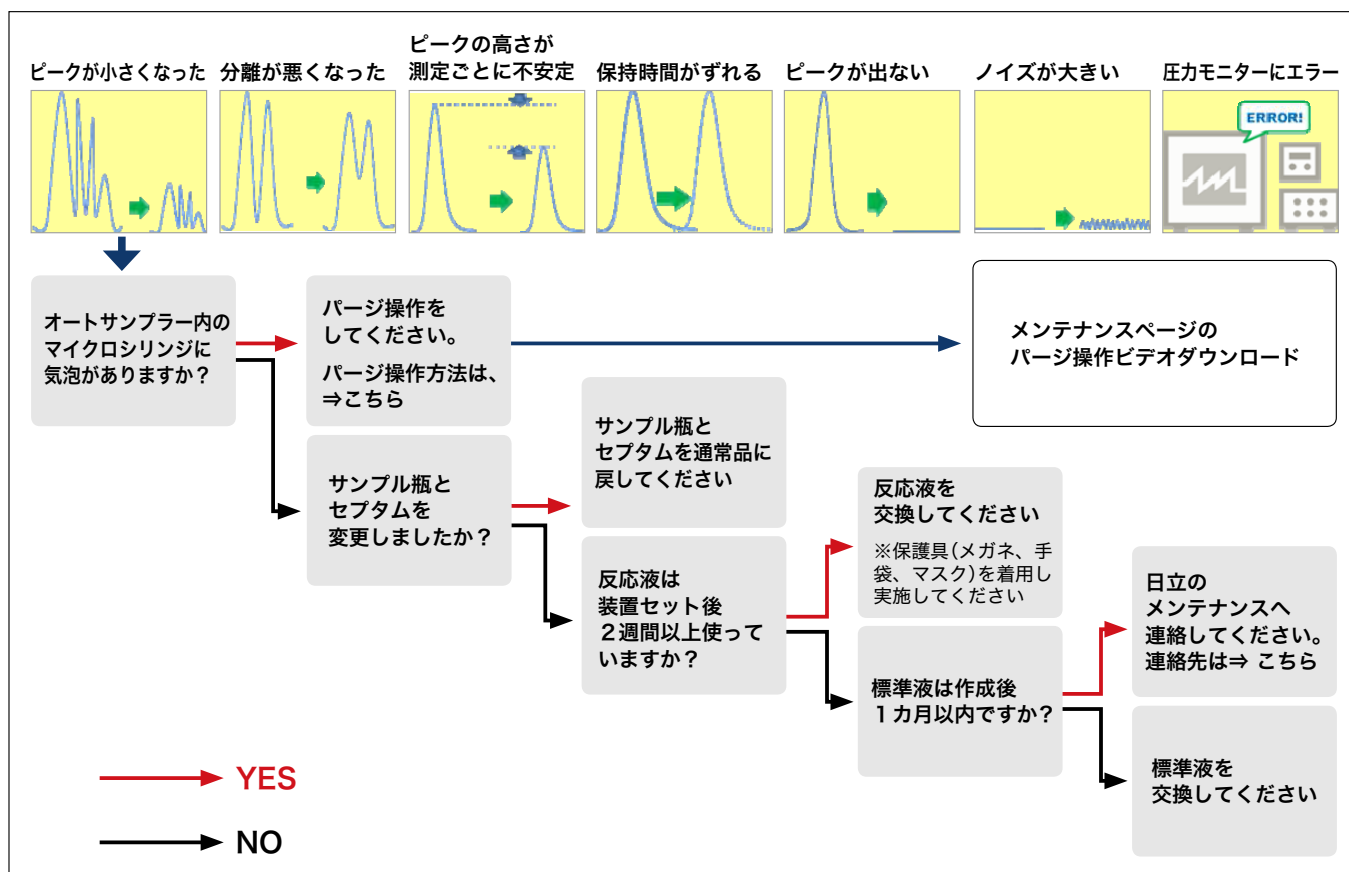 ピークが小さくなった
分離が悪くなった
ピークの高さが
測定ごとに不安定
保持時間がずれる
ピークが出ない
ノイズが大きい
圧力モニターにエラー
ERROR!
オートサンプラー内の
マイクロシリンジに
気泡がありますか？
パージ操作を
してください。
パージ操作方法は、
⇒こちら
メンテナンスページの
パージ操作ビデオダウンロード
サンプル瓶と
セプタムを
変更しましたか？
サンプル瓶と
セプタムを通常品に
戻してください
反応液は
装置セット後
２週間以上使って
いますか？
反応液を
交換してください
※保護具(メガネ、手
袋、マスク)を着用し
実施してください
標準液は作成後
１カ月以内ですか？
日立の
メンテナンスへ
連絡してください。
連絡先は⇒ こちら
標準液を
交換してください
YES
NO